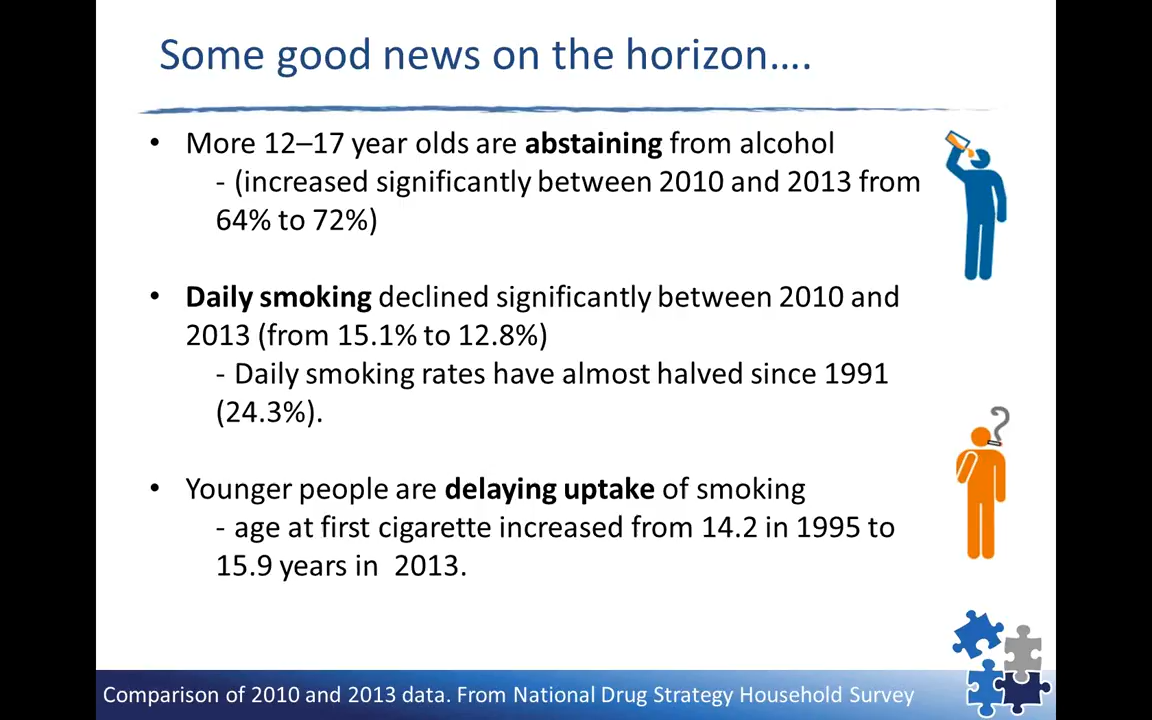 Some good news on the horizon....
• More 12–17 year olds are abstaining from alcohol
- (increased significantly between 2010 and 2013 from
64% to 72%)
• Daily smoking declined significantly between 2010 and
2013 (from 15.1% to 12.8%)
- Daily smoking rates have almost halved since 1991
(24.3%).
• Younger people are delaying uptake of smoking
- age at first cigarette increased from 14.2 in 1995 to
15.9 years in  2013.
Comparison of 2010 and 2013 data. From National Drug Strategy Household Survey